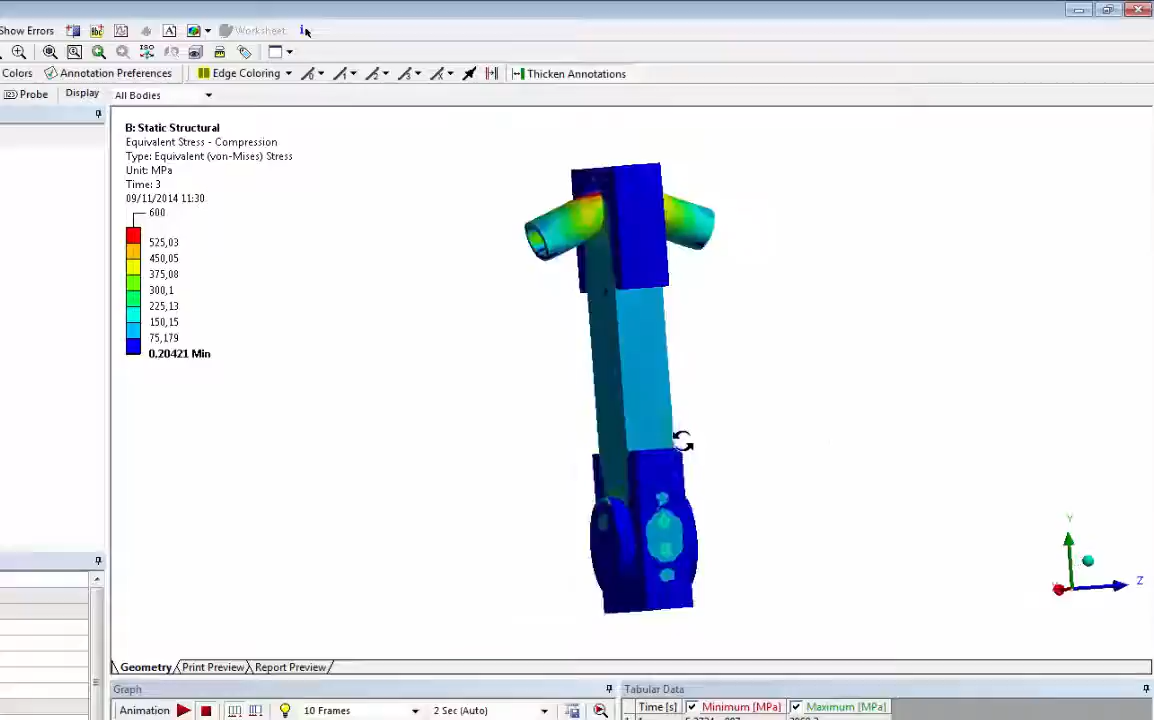 Show Errors Worksheet i
ISO
Colors Annotation Preferences Edge Coloring Thicken Annotations
Probe Display All Bodies
B: Static Structural
Equivalent Stress - Compression
Type: Equivalent (von-Mises) Stress
Unit: MPa
Time: 3
09/11/2014 11:30
600
525,03
450,05
375,08
300,1
225,13
150,15
75,179
0,20421 Min
Y
Z
Geometry Print Preview Report Preview
Graph Tabular Data
Animation 10 Frames 2 Sec (Auto) Time [s] Minimum [MPa] Maximum [MPa]